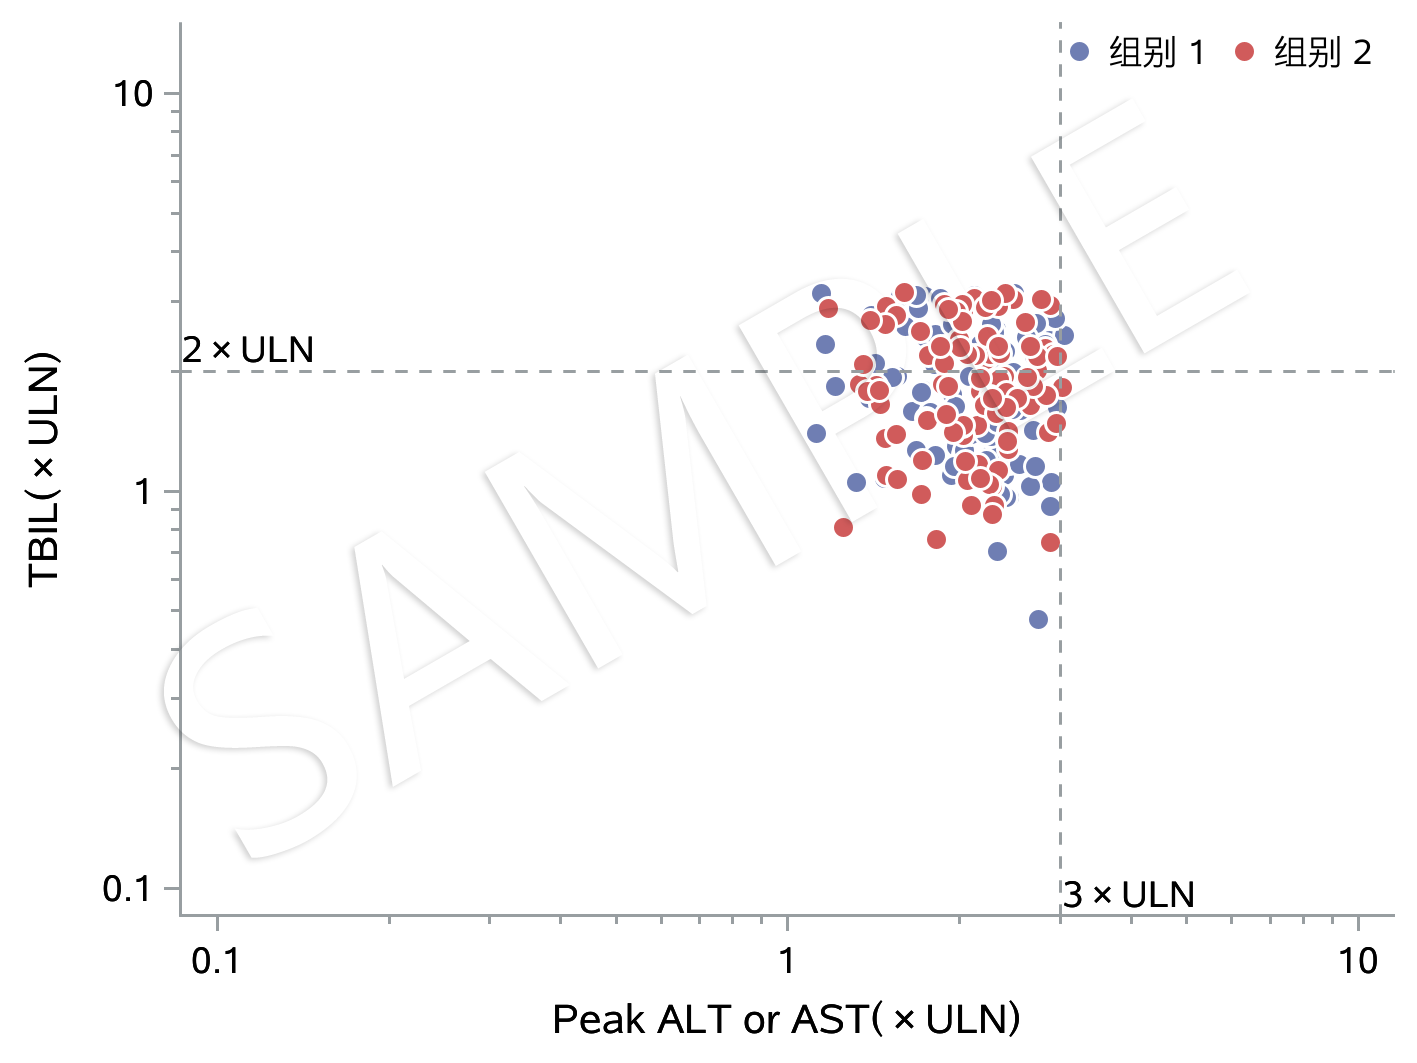 组别 1 组别 2
10
2 × ULN
1
0.1
TBIL( × ULN)
3 × ULN
0.1 1 10
Peak ALT or AST( × ULN)
SAMPLE